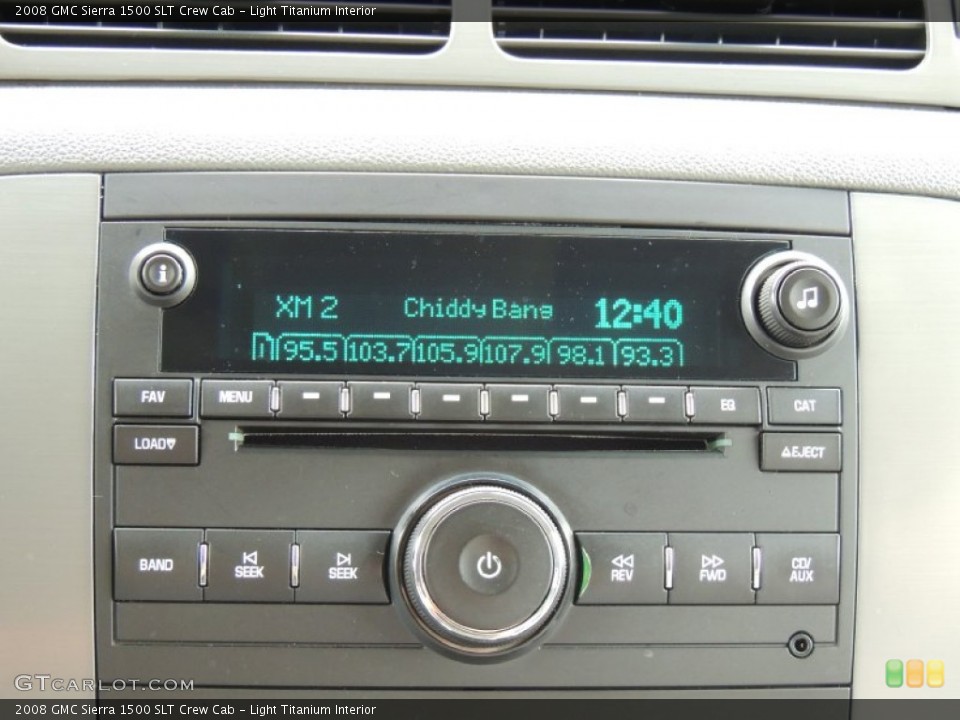 2008 GMC Sierra 1500 SLT Crew Cab - Light Titanium Interior
i
XM 2 Chiddy Bang 12:40
95.5 103.7 105.9 107.9 98.1 93.3
FAV MENU EQ CAT
LOAD EJECT
BAND SEEK SEEK REV FWD CD/AUX
GTCARLOT.COM
2008 GMC Sierra 1500 SLT Crew Cab - Light Titanium Interior